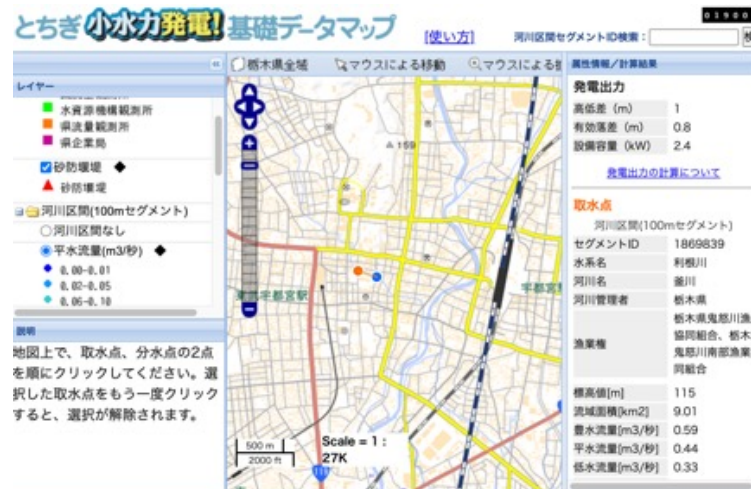 01900
とちぎ小水力発電!基礎データマップ
[使い方]
河川区間セグメントID検索:
栃木県全域
マウスによる移動
マウスによる
レイヤー
水資源機構観測所
県流量観測所
県企業局
砂防堰堤 ◆
砂防堰堤
河川区間(100mセグメント)
河川区間なし
平水流量(m3/秒) ◆
0.00-0.01
0.02-0.05
0.06-0.10
説明
地図上で、取水点、分水点の2点
を順にクリックしてください。選
択した取水点をもう一度クリック
すると、選択が解除されます。
159
宇都宮駅
500 m
2000 ft
Scale = 1 :
27K
属性情報/計算結果
発電出力
高低差(m) 1
有効落差(m) 0.8
設備容量(kW) 2.4
発電出力の計算について
取水点
河川区間(100mセグメント)
セグメントID 1869839
水系名 利根川
河川名 釜川
河川管理者 栃木県
漁業権 栃木県鬼怒川漁
協同組合、栃木
鬼怒川南部漁業
同組合
標高値[m] 115
流域面積[km2] 9.01
豊水流量[m3/秒] 0.59
平水流量[m3/秒] 0.44
低水流量[m3/秒] 0.33